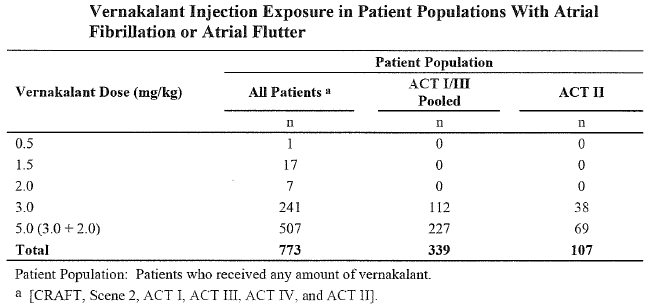 Vernakalant Injection Exposure in Patient Populations With Atrial
Fibrillation or Atrial Flutter
Patient Population
Vernakalant Dose (mg/kg) All Patients a ACT I/III Pooled ACT II
n n n
0.5 1 0 0
1.5 17 0 0
2.0 7 0 0
3.0 241 112 38
5.0 (3.0 + 2.0) 507 227 69
Total 773 339 107
Patient Population: Patients who received any amount of vernakalant.
a [CRAFT, Scene 2, ACT I, ACT III, ACT IV, and ACT II].